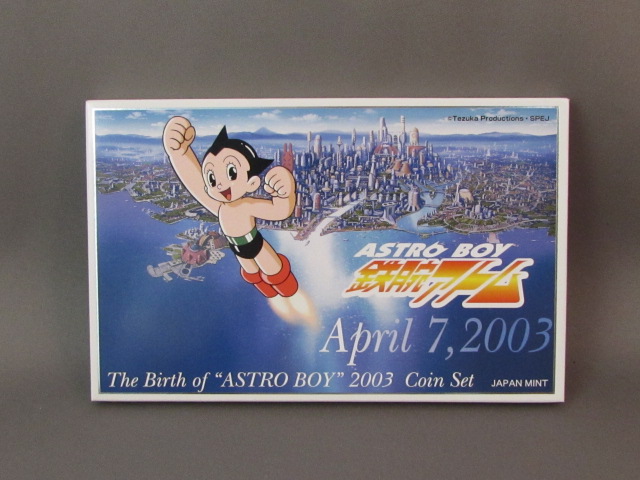 ©Tezuka Productions・SPEJ
ASTRO BOY
鉄腕アトム
April 7, 2003
The Birth of “ASTRO BOY” 2003 Coin Set
JAPAN MINT